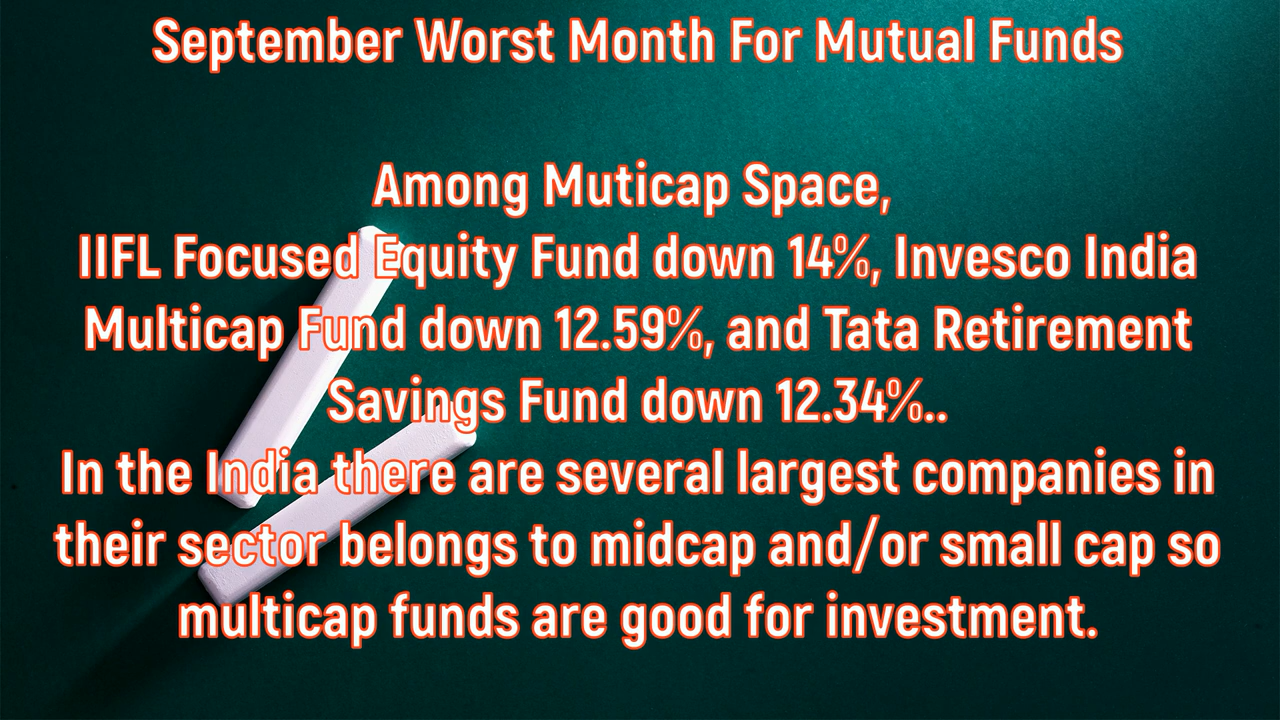 September Worst Month For Mutual Funds
Among Muticap Space,
IIFL Focused Equity Fund down 14%, Invesco India
Multicap Fund down 12.59%, and Tata Retirement
Savings Fund down 12.34%..
In the India there are several largest companies in
their sector belongs to midcap and/or small cap so
multicap funds are good for investment.